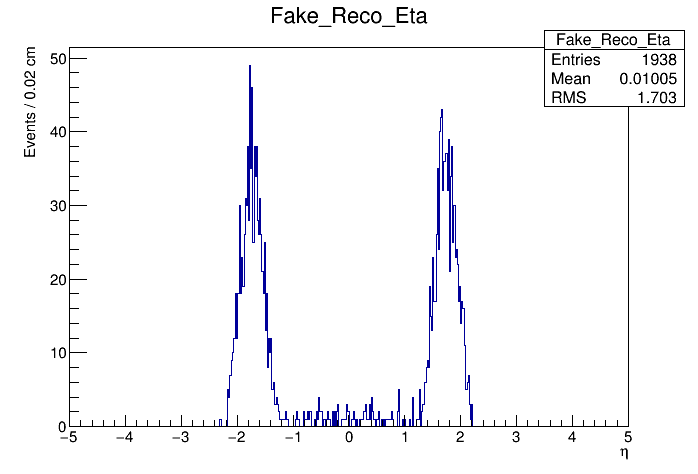 Fake_Reco_Eta
Fake_Reco_Eta
Entries 1938
Mean 0.01005
RMS 1.703
Events / 0.02 cm
50
40
30
20
10
0
−5 −4 −3 −2 −1 0 1 2 3 4 5
η